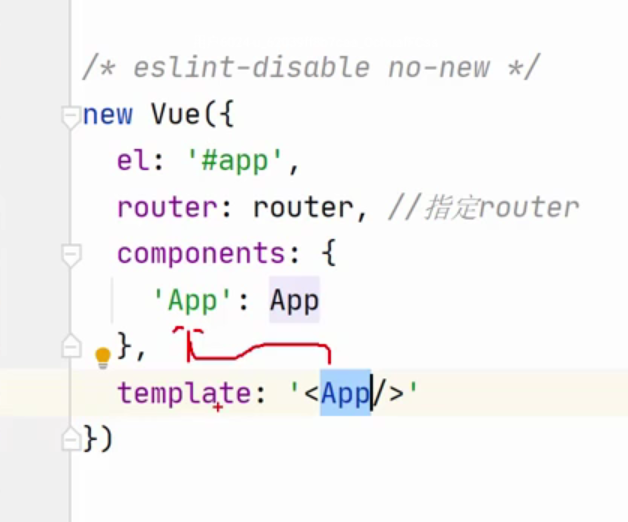 /* eslint-disable no-new */
new Vue({
  el: '#app',
  router: router, //指定router
  components: {
    'App': App
  },
  template: '<App/>'
})